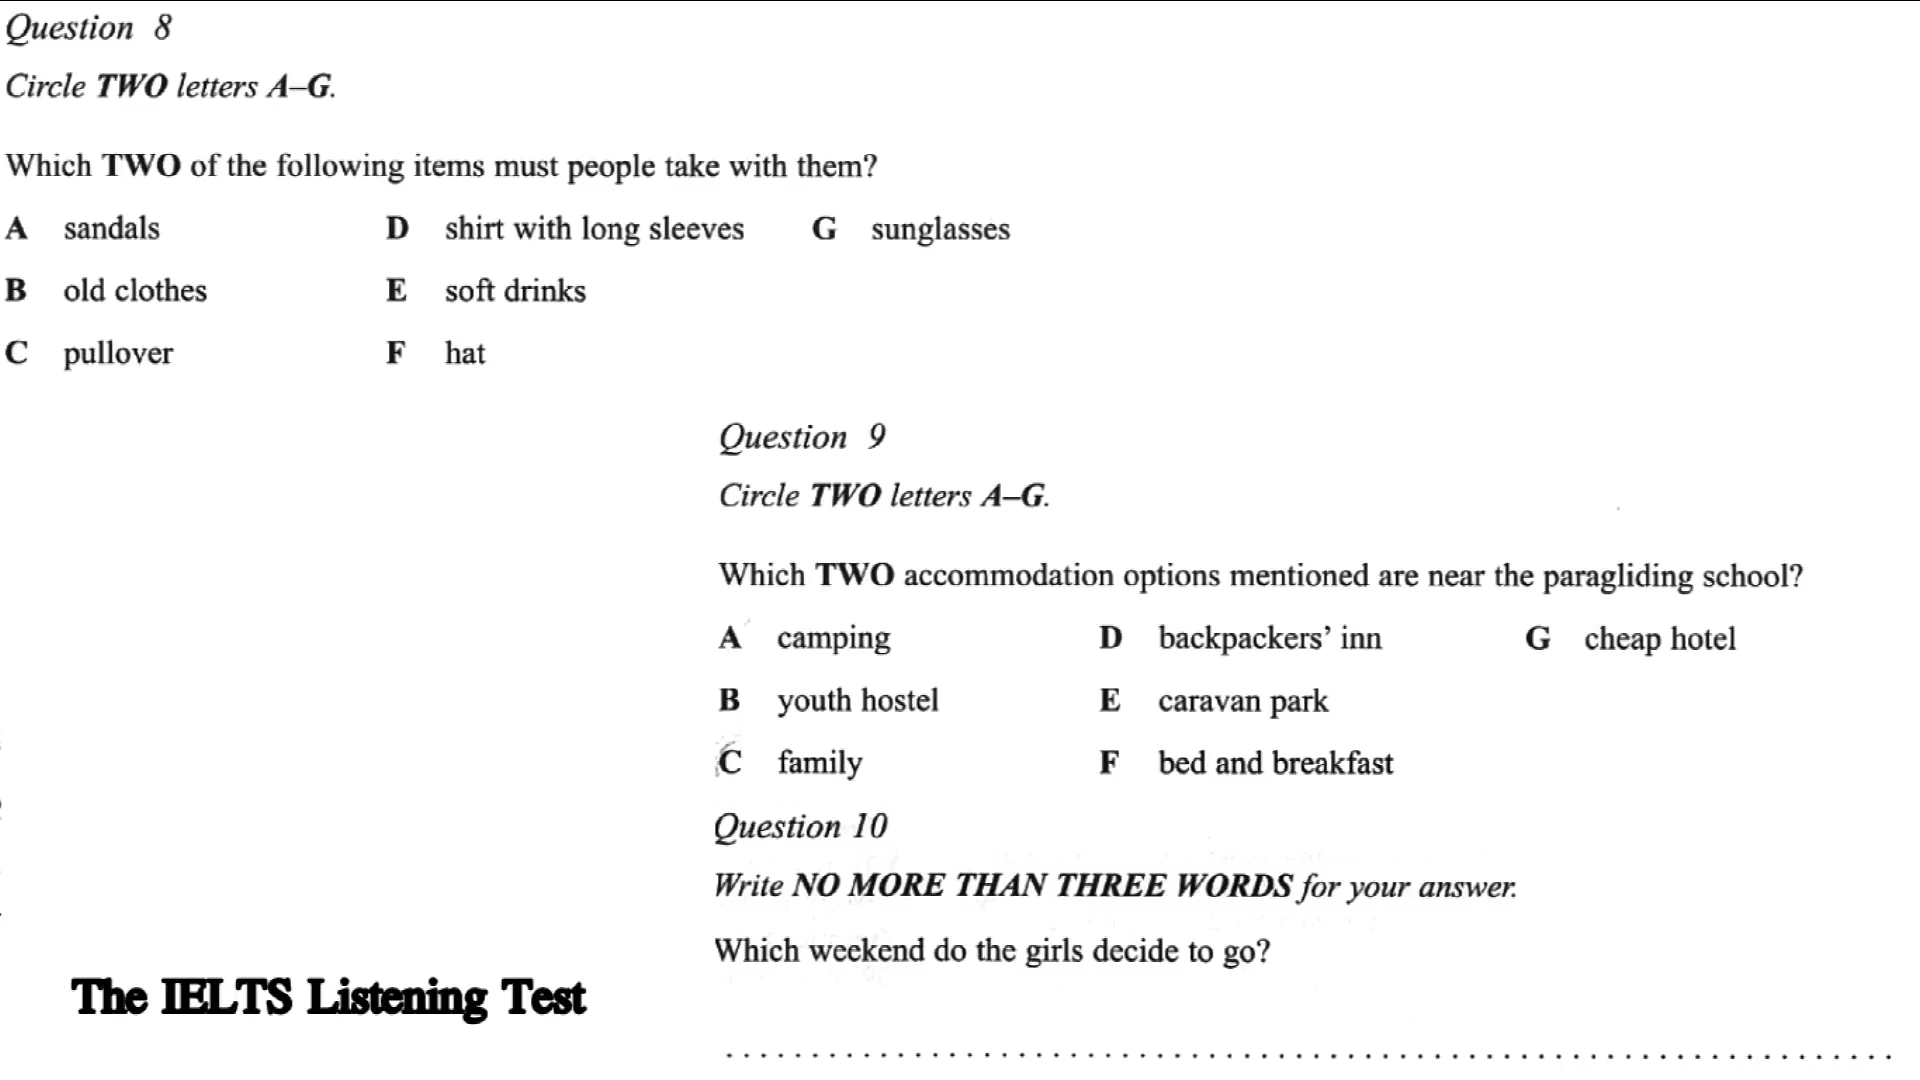 Question 8
Circle TWO letters A–G.
Which TWO of the following items must people take with them?
A sandals D shirt with long sleeves G sunglasses
B old clothes E soft drinks
C pullover F hat
Question 9
Circle TWO letters A–G.
Which TWO accommodation options mentioned are near the paragliding school?
A camping D backpackers’ inn G cheap hotel
B youth hostel E caravan park
C family F bed and breakfast
Question 10
Write NO MORE THAN THREE WORDS for your answer.
Which weekend do the girls decide to go?
The IELTS Listening Test